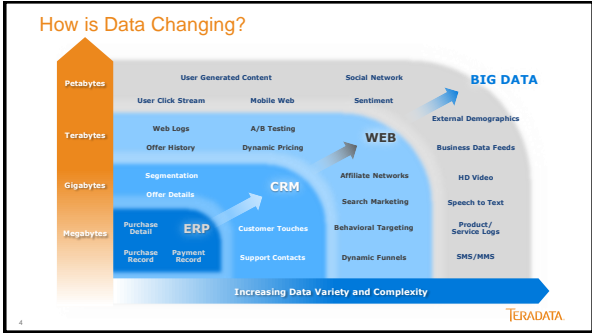 How is Data Changing?
Petabytes
User Generated Content
Social Network
BIG DATA
User Click Stream
Mobile Web
Sentiment
External Demographics
Terabytes
Web Logs
A/B Testing
WEB
Offer History
Dynamic Pricing
Business Data Feeds
Gigabytes
Segmentation
CRM
Affiliate Networks
HD Video
Offer Details
Search Marketing
Speech to Text
Megabytes
Purchase
Detail
ERP
Customer Touches
Behavioral Targeting
Product/
Service Logs
Purchase
Record
Payment
Record
Support Contacts
Dynamic Funnels
SMS/MMS
Increasing Data Variety and Complexity
4
TERADATA